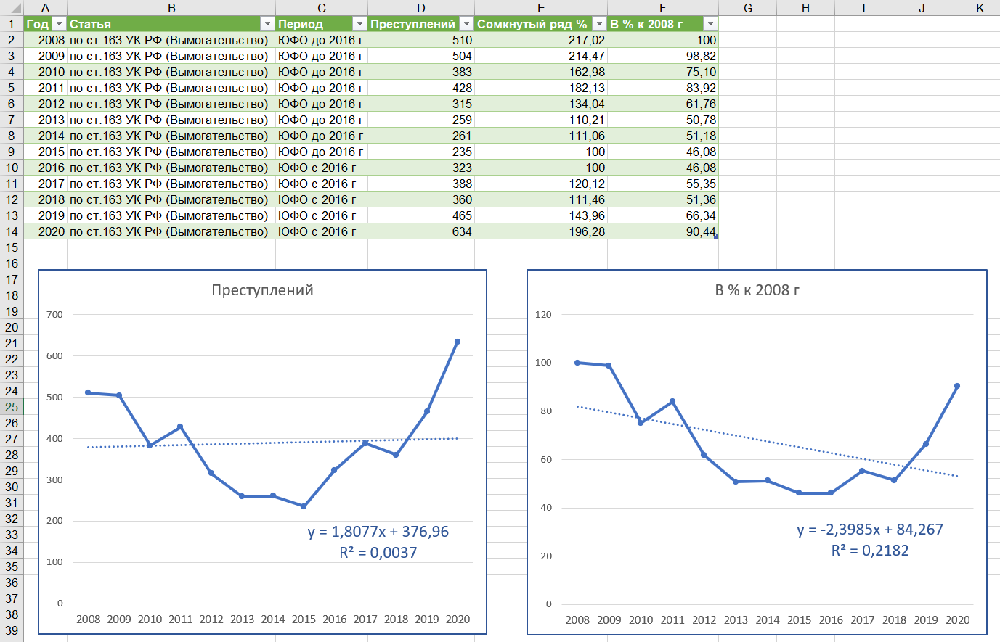 A B C D E F G H I J K
1 Год Статья Период Преступлений Сомкнутый ряд % В % к 2008 г
2 2008 по ст.163 УК РФ (Вымогательство) ЮФО до 2016 г 510 217,02 100
3 2009 по ст.163 УК РФ (Вымогательство) ЮФО до 2016 г 504 214,47 98,82
4 2010 по ст.163 УК РФ (Вымогательство) ЮФО до 2016 г 383 162,98 75,10
5 2011 по ст.163 УК РФ (Вымогательство) ЮФО до 2016 г 428 182,13 83,92
6 2012 по ст.163 УК РФ (Вымогательство) ЮФО до 2016 г 315 134,04 61,76
7 2013 по ст.163 УК РФ (Вымогательство) ЮФО до 2016 г 259 110,21 50,78
8 2014 по ст.163 УК РФ (Вымогательство) ЮФО до 2016 г 261 111,06 51,18
9 2015 по ст.163 УК РФ (Вымогательство) ЮФО до 2016 г 235 100 46,08
10 2016 по ст.163 УК РФ (Вымогательство) ЮФО с 2016 г 323 100 46,08
11 2017 по ст.163 УК РФ (Вымогательство) ЮФО с 2016 г 388 120,12 55,35
12 2018 по ст.163 УК РФ (Вымогательство) ЮФО с 2016 г 360 111,46 51,36
13 2019 по ст.163 УК РФ (Вымогательство) ЮФО с 2016 г 465 143,96 66,34
14 2020 по ст.163 УК РФ (Вымогательство) ЮФО с 2016 г 634 196,28 90,44
15
16
17
18
19
20
21
22
23
24
25
26
27
28
29
30
31
32
33
34
35
36
37
38
39
Преступлений
700
600
500
400
300
200
100
0
y = 1,8077x + 376,96
R² = 0,0037
2008 2009 2010 2011 2012 2013 2014 2015 2016 2017 2018 2019 2020
В % к 2008 г
120
100
80
60
40
20
0
y = -2,3985x + 84,267
R² = 0,2182
2008 2009 2010 2011 2012 2013 2014 2015 2016 2017 2018 2019 2020